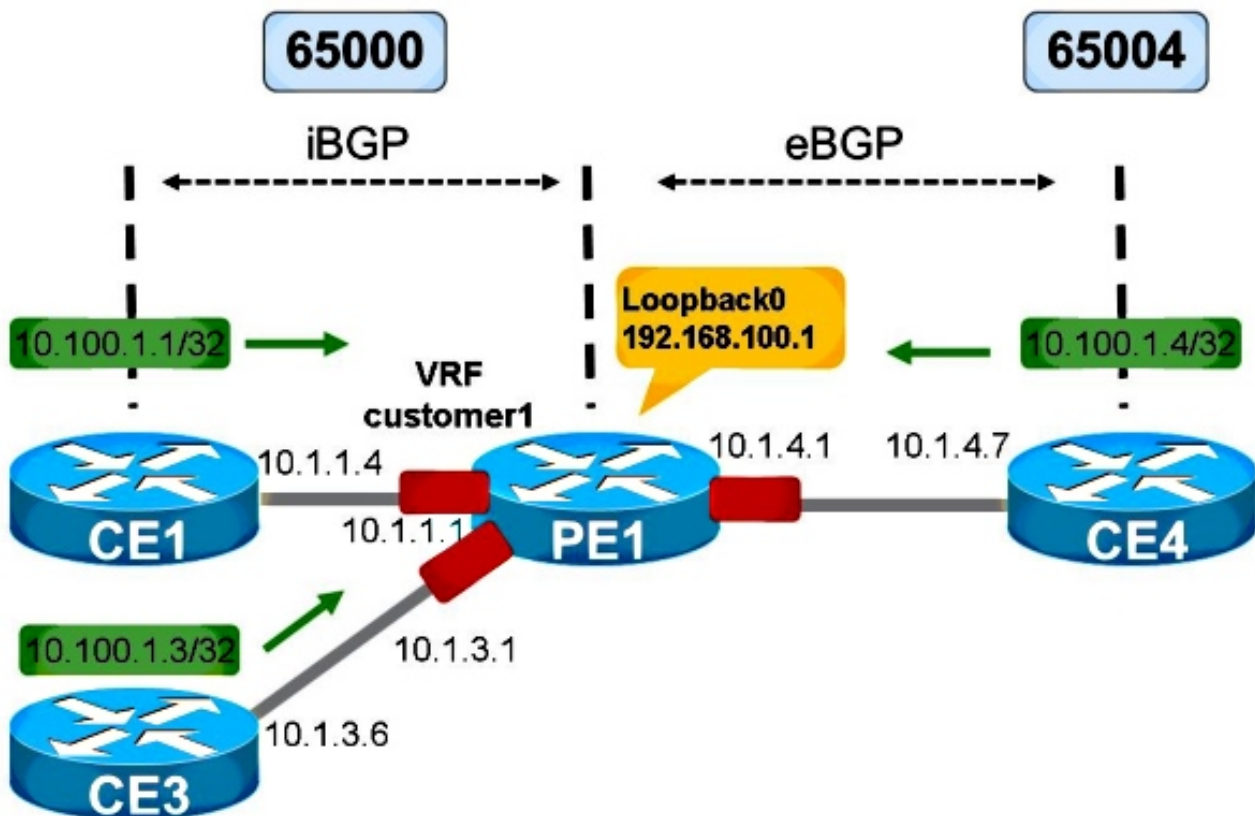 65000
65004
iBGP
eBGP
Loopback0
192.168.100.1
10.100.1.1/32
10.100.1.4/32
VRF
customer1
10.1.1.4
10.1.4.1
10.1.4.7
10.1.1.1
CE1
PE1
CE4
10.100.1.3/32
10.1.3.1
10.1.3.6
CE3